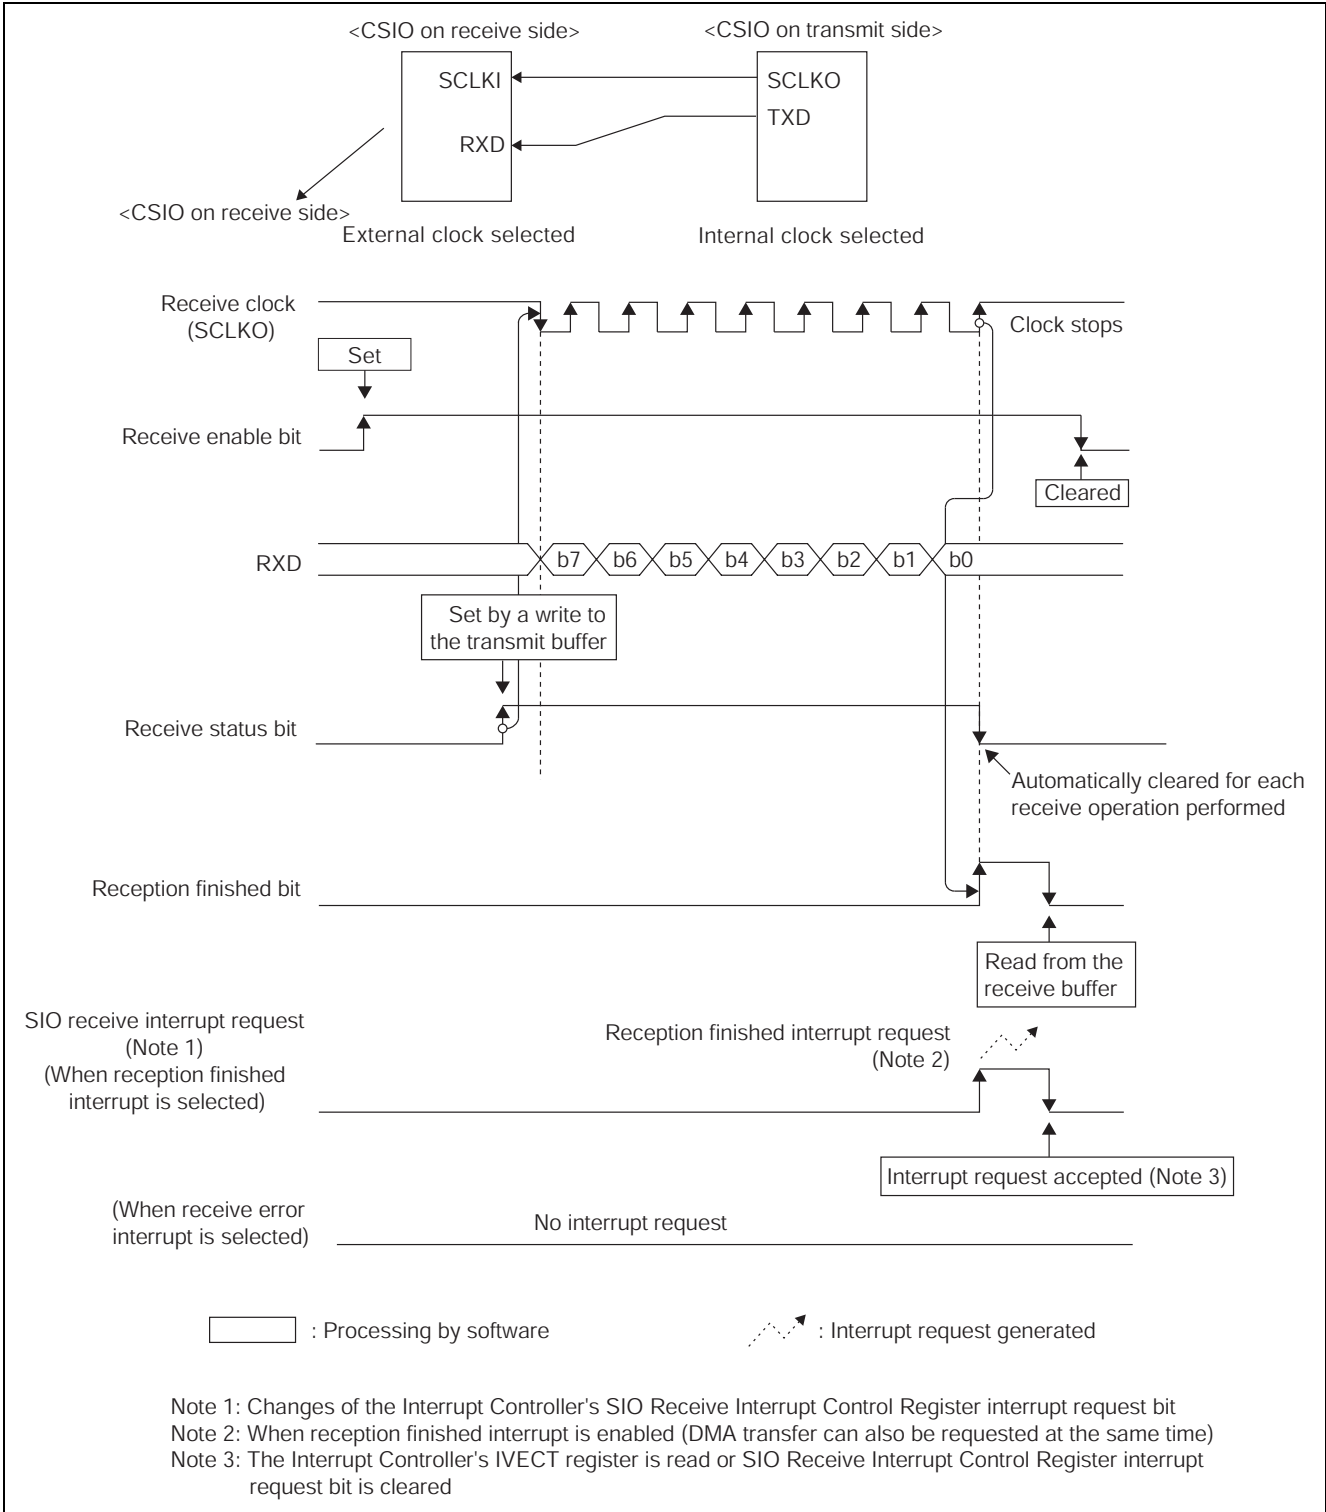 <CSIO on receive side>
<CSIO on transmit side>
SCLKI
SCLKO
TXD
RXD
<CSIO on receive side>
External clock selected
Internal clock selected
Receive clock
(SCLKO)
Clock stops
Set
Receive enable bit
Cleared
RXD
b7
b6
b5
b4
b3
b2
b1
b0
Set by a write to
the transmit buffer
Receive status bit
Automatically cleared for each
receive operation performed
Reception finished bit
Read from the
receive buffer
SIO receive interrupt request
(Note 1)
(When reception finished
interrupt is selected)
Reception finished interrupt request
(Note 2)
Interrupt request accepted (Note 3)
(When receive error
interrupt is selected)
No interrupt request
: Processing by software
: Interrupt request generated
Note 1: Changes of the Interrupt Controller's SIO Receive Interrupt Control Register interrupt request bit
Note 2: When reception finished interrupt is enabled (DMA transfer can also be requested at the same time)
Note 3: The Interrupt Controller's IVECT register is read or SIO Receive Interrupt Control Register interrupt
request bit is cleared